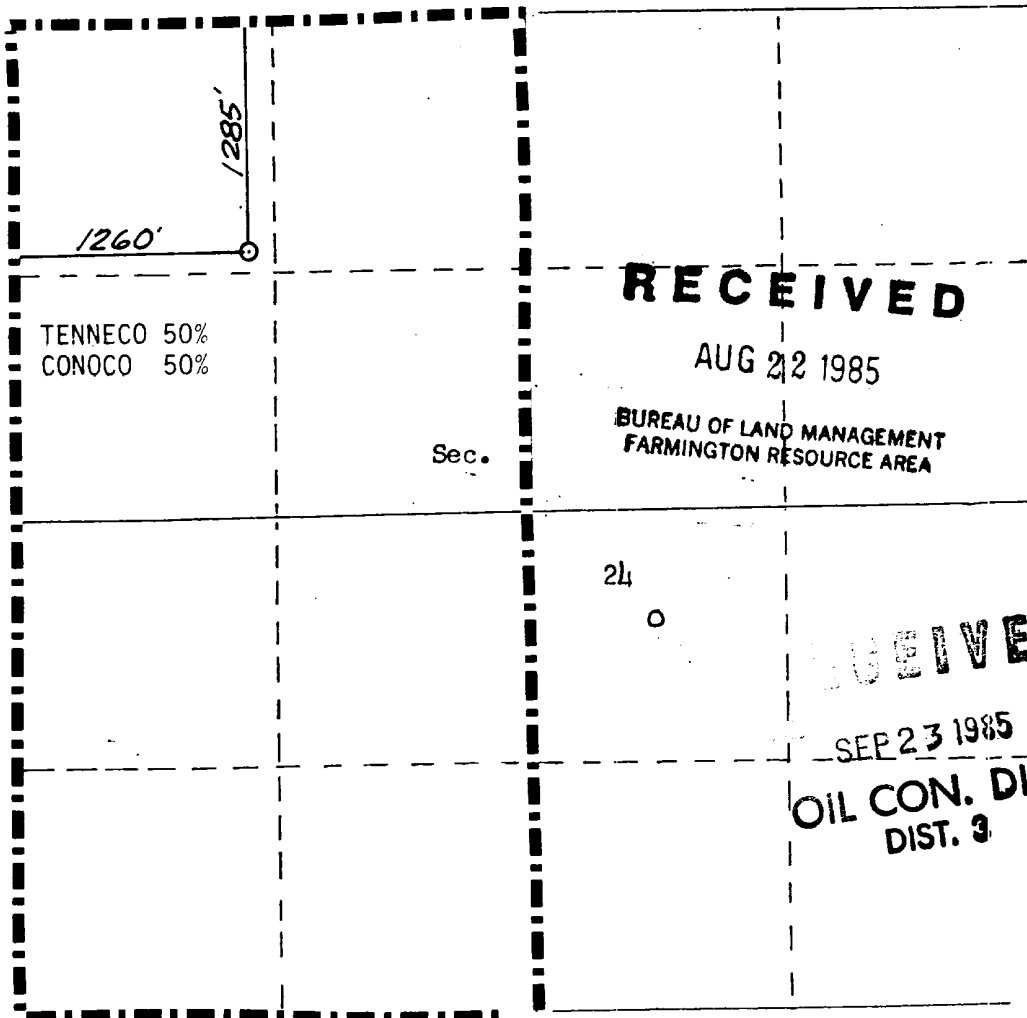 1285'
1260'
TENNECO 50%
CONOCO 50%
RECEIVED
AUG 22 1985
BUREAU OF LAND MANAGEMENT
FARMINGTON RESOURCE AREA
Sec.
24
SEP 23 1985
OIL CON. DI
DIST. 3